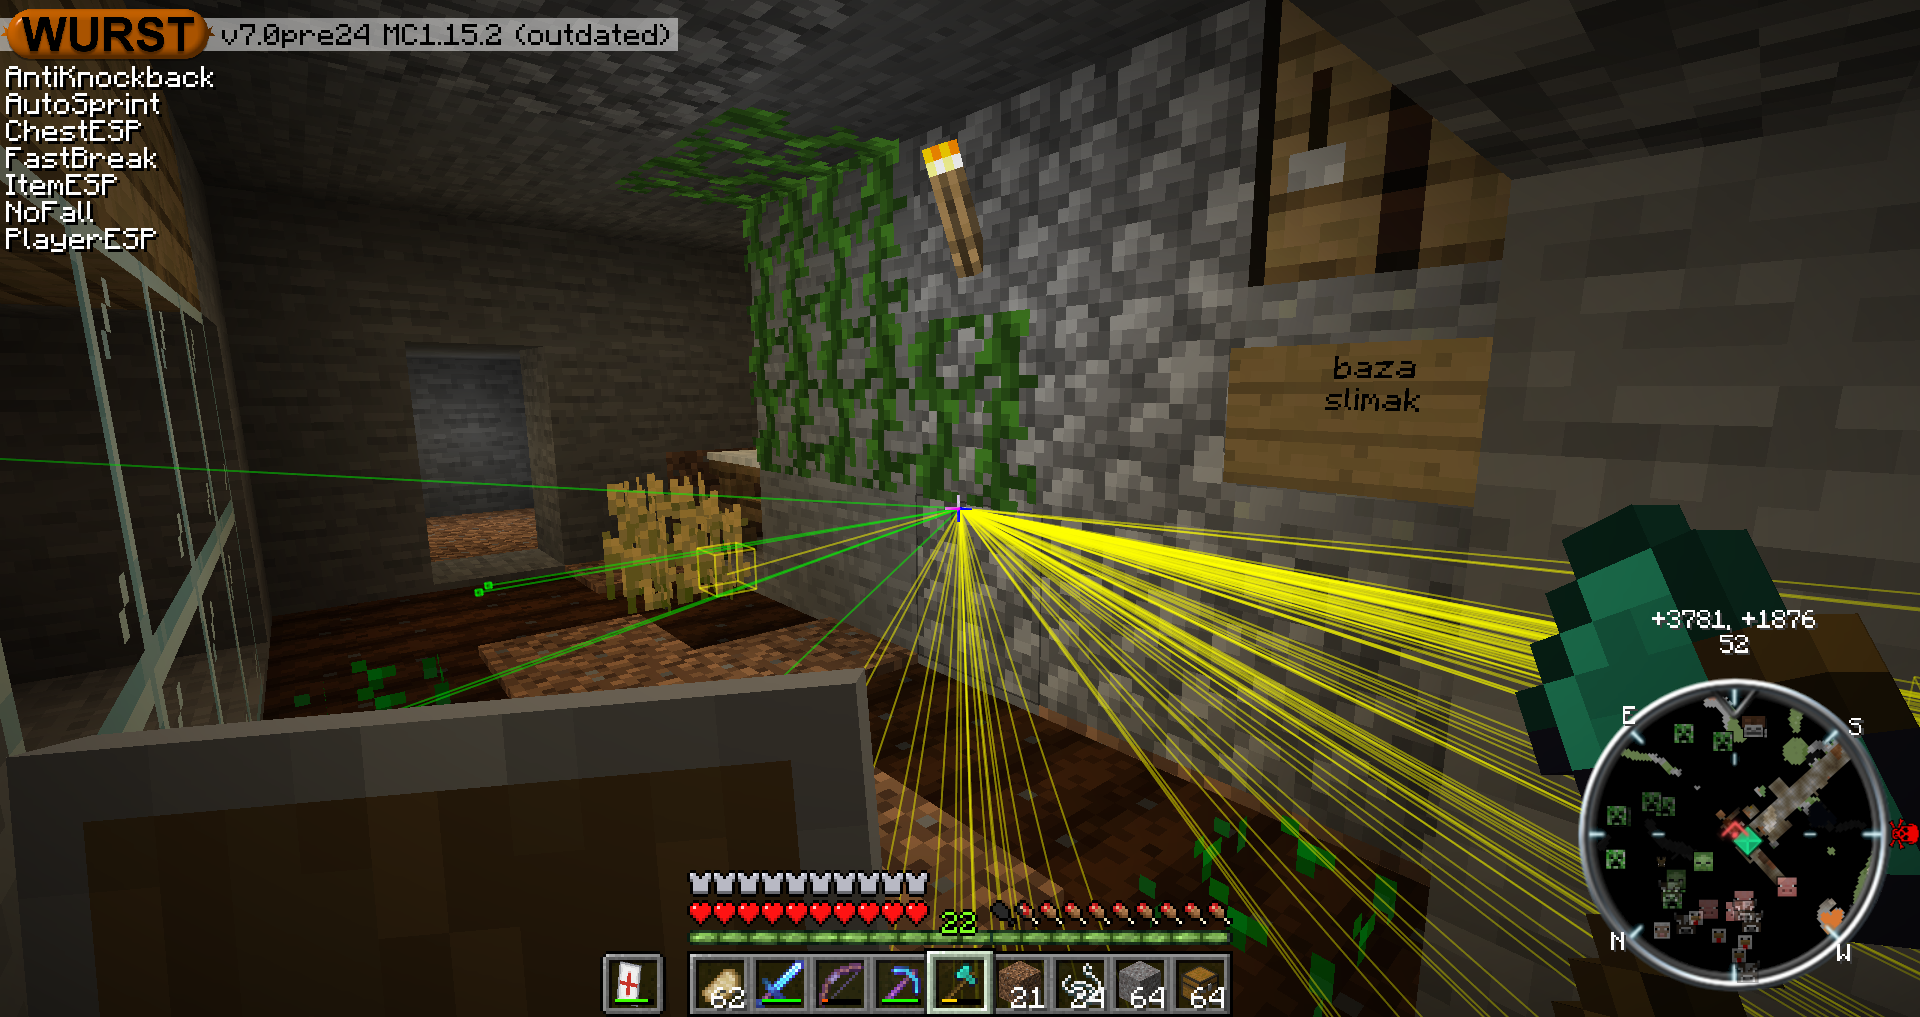 WURST v7.0pre24 MC1.15.2 (outdated)
AntiKnockback
AutoSprint
ChestESP
FastBreak
ItemESP
NoFall
PlayerESP
baza
slimak
+3781, +1876
52
E
S
N
W
22
62
21
24
64
64